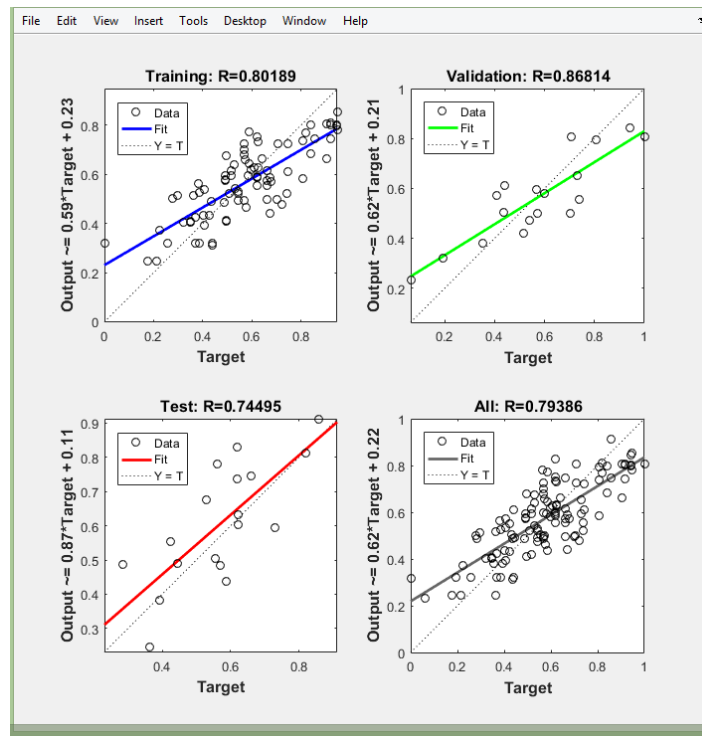 File Edit View Insert Tools Desktop Window Help
Training: R=0.80189
Output ~= 0.59*Target + 0.23
Data
Fit
Y = T
0.8
0.6
0.4
0.2
0
0 0.2 0.4 0.6 0.8
Target
Validation: R=0.86814
Output ~= 0.62*Target + 0.21
Data
Fit
Y = T
1
0.8
0.6
0.4
0.2
0.2 0.4 0.6 0.8 1
Target
Test: R=0.74495
Output ~= 0.87*Target + 0.11
Data
Fit
Y = T
0.9
0.8
0.7
0.6
0.5
0.4
0.3
0.4 0.6 0.8
Target
All: R=0.79386
Output ~= 0.62*Target + 0.22
Data
Fit
Y = T
1
0.8
0.6
0.4
0.2
0
0 0.2 0.4 0.6 0.8 1
Target